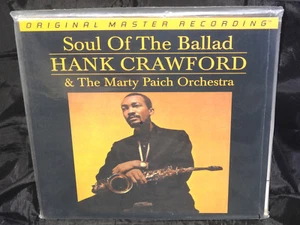 ORIGINAL MASTER RECORDING
Soul Of The Ballad
HANK CRAWFORD
& The Marty Paich Orchestra